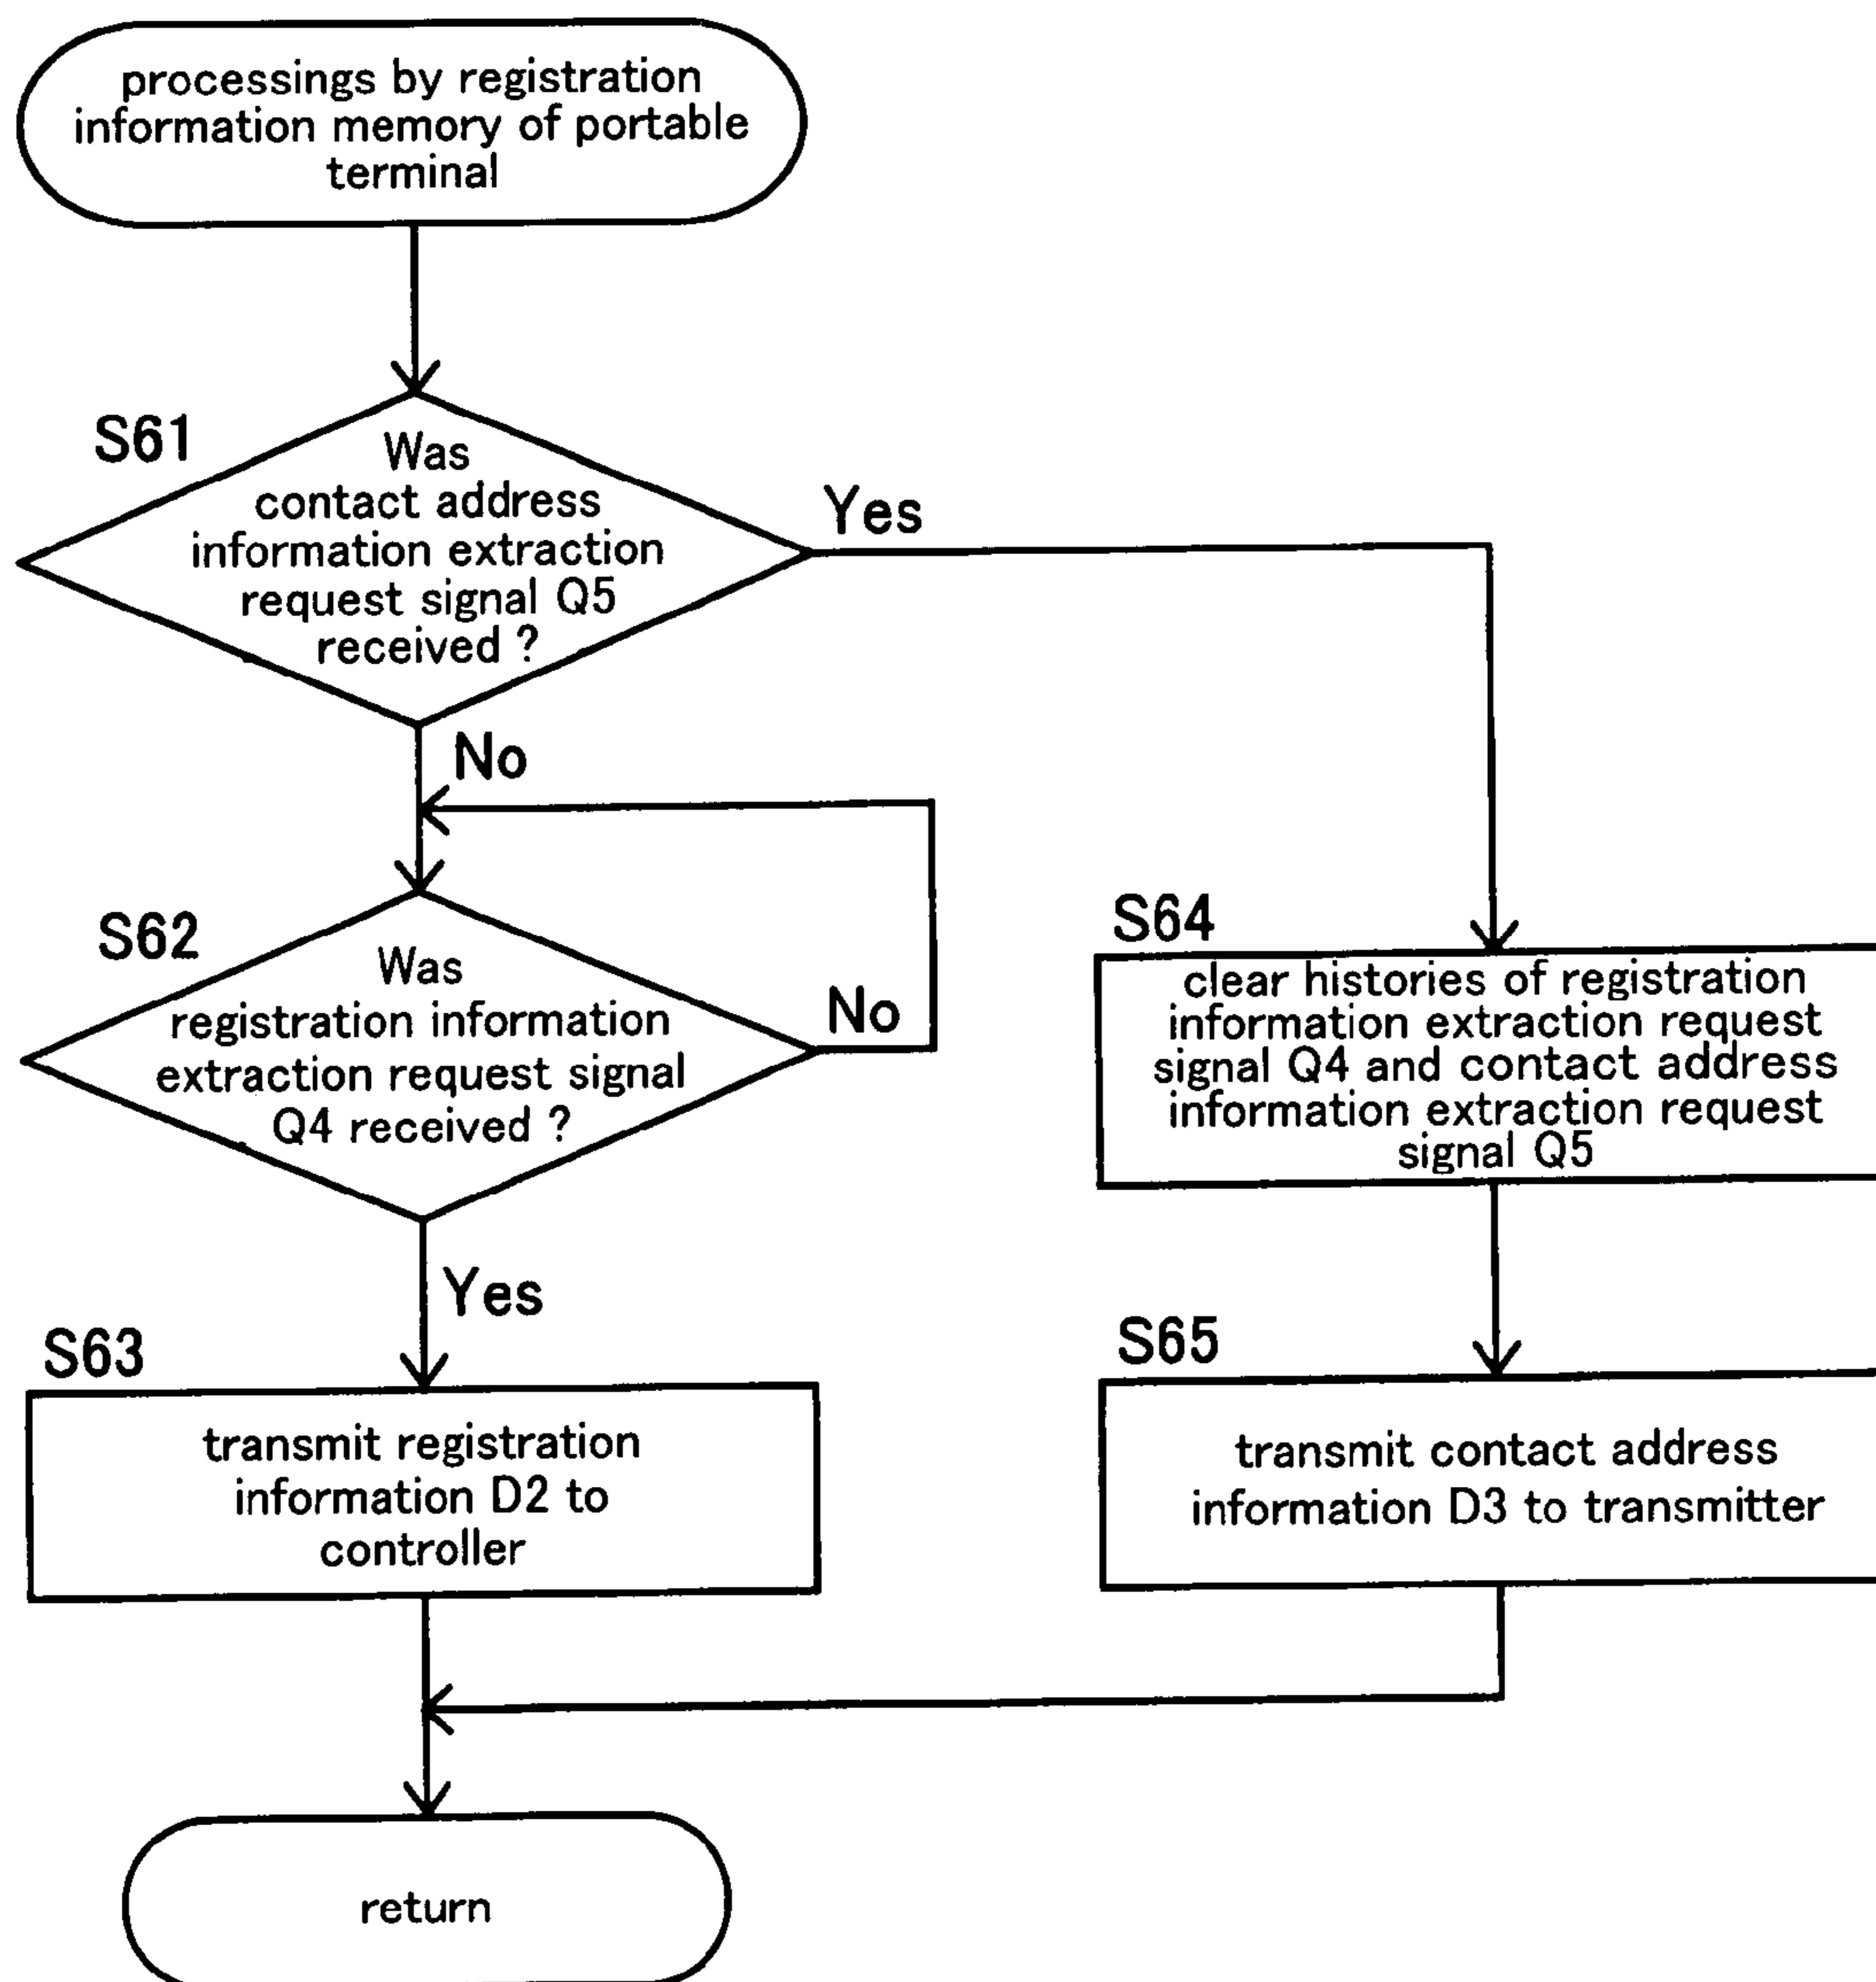 processings by registration
information memory of portable
terminal
S61
Was
contact address
information extraction
request signal Q5
received ?
Yes
No
S62
Was
registration information
extraction request signal
Q4 received ?
No
Yes
S63
transmit registration
information D2 to
controller
S64
clear histories of registration
information extraction request
signal Q4 and contact address
information extraction request
signal Q5
S65
transmit contact address
information D3 to transmitter
return